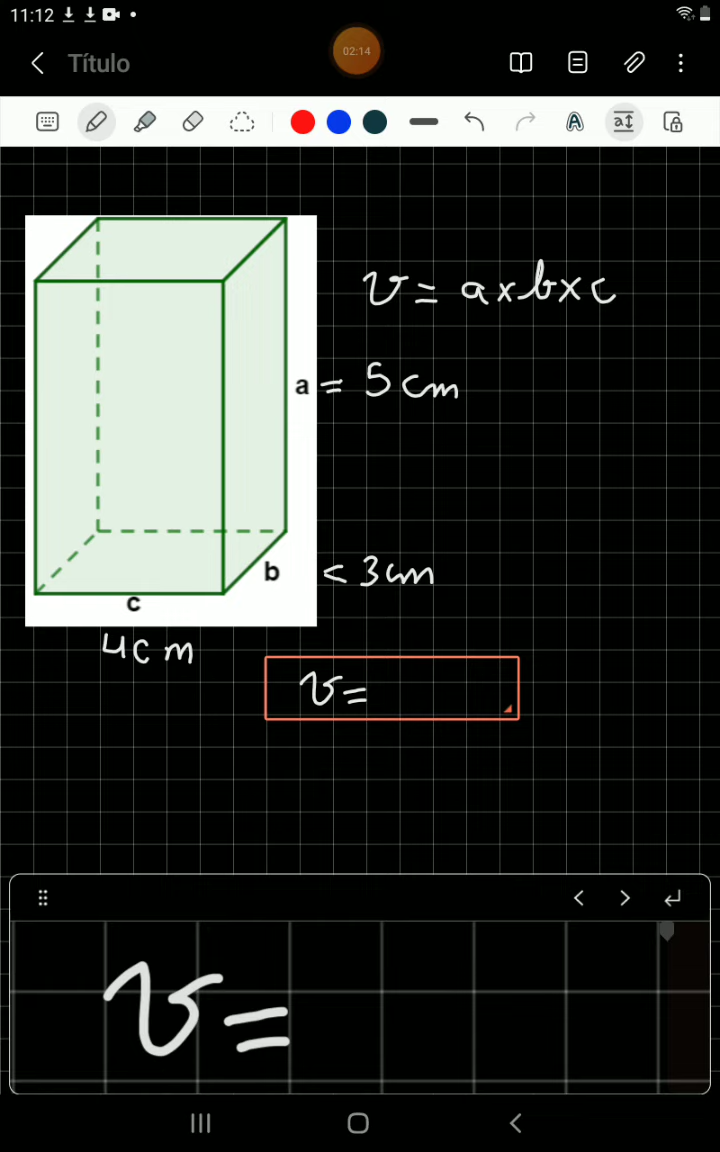 11:12
02:14
Título
A
a
v = a x b x c
a = 5 cm
b < 3 cm
c
4 c m
v =
v =